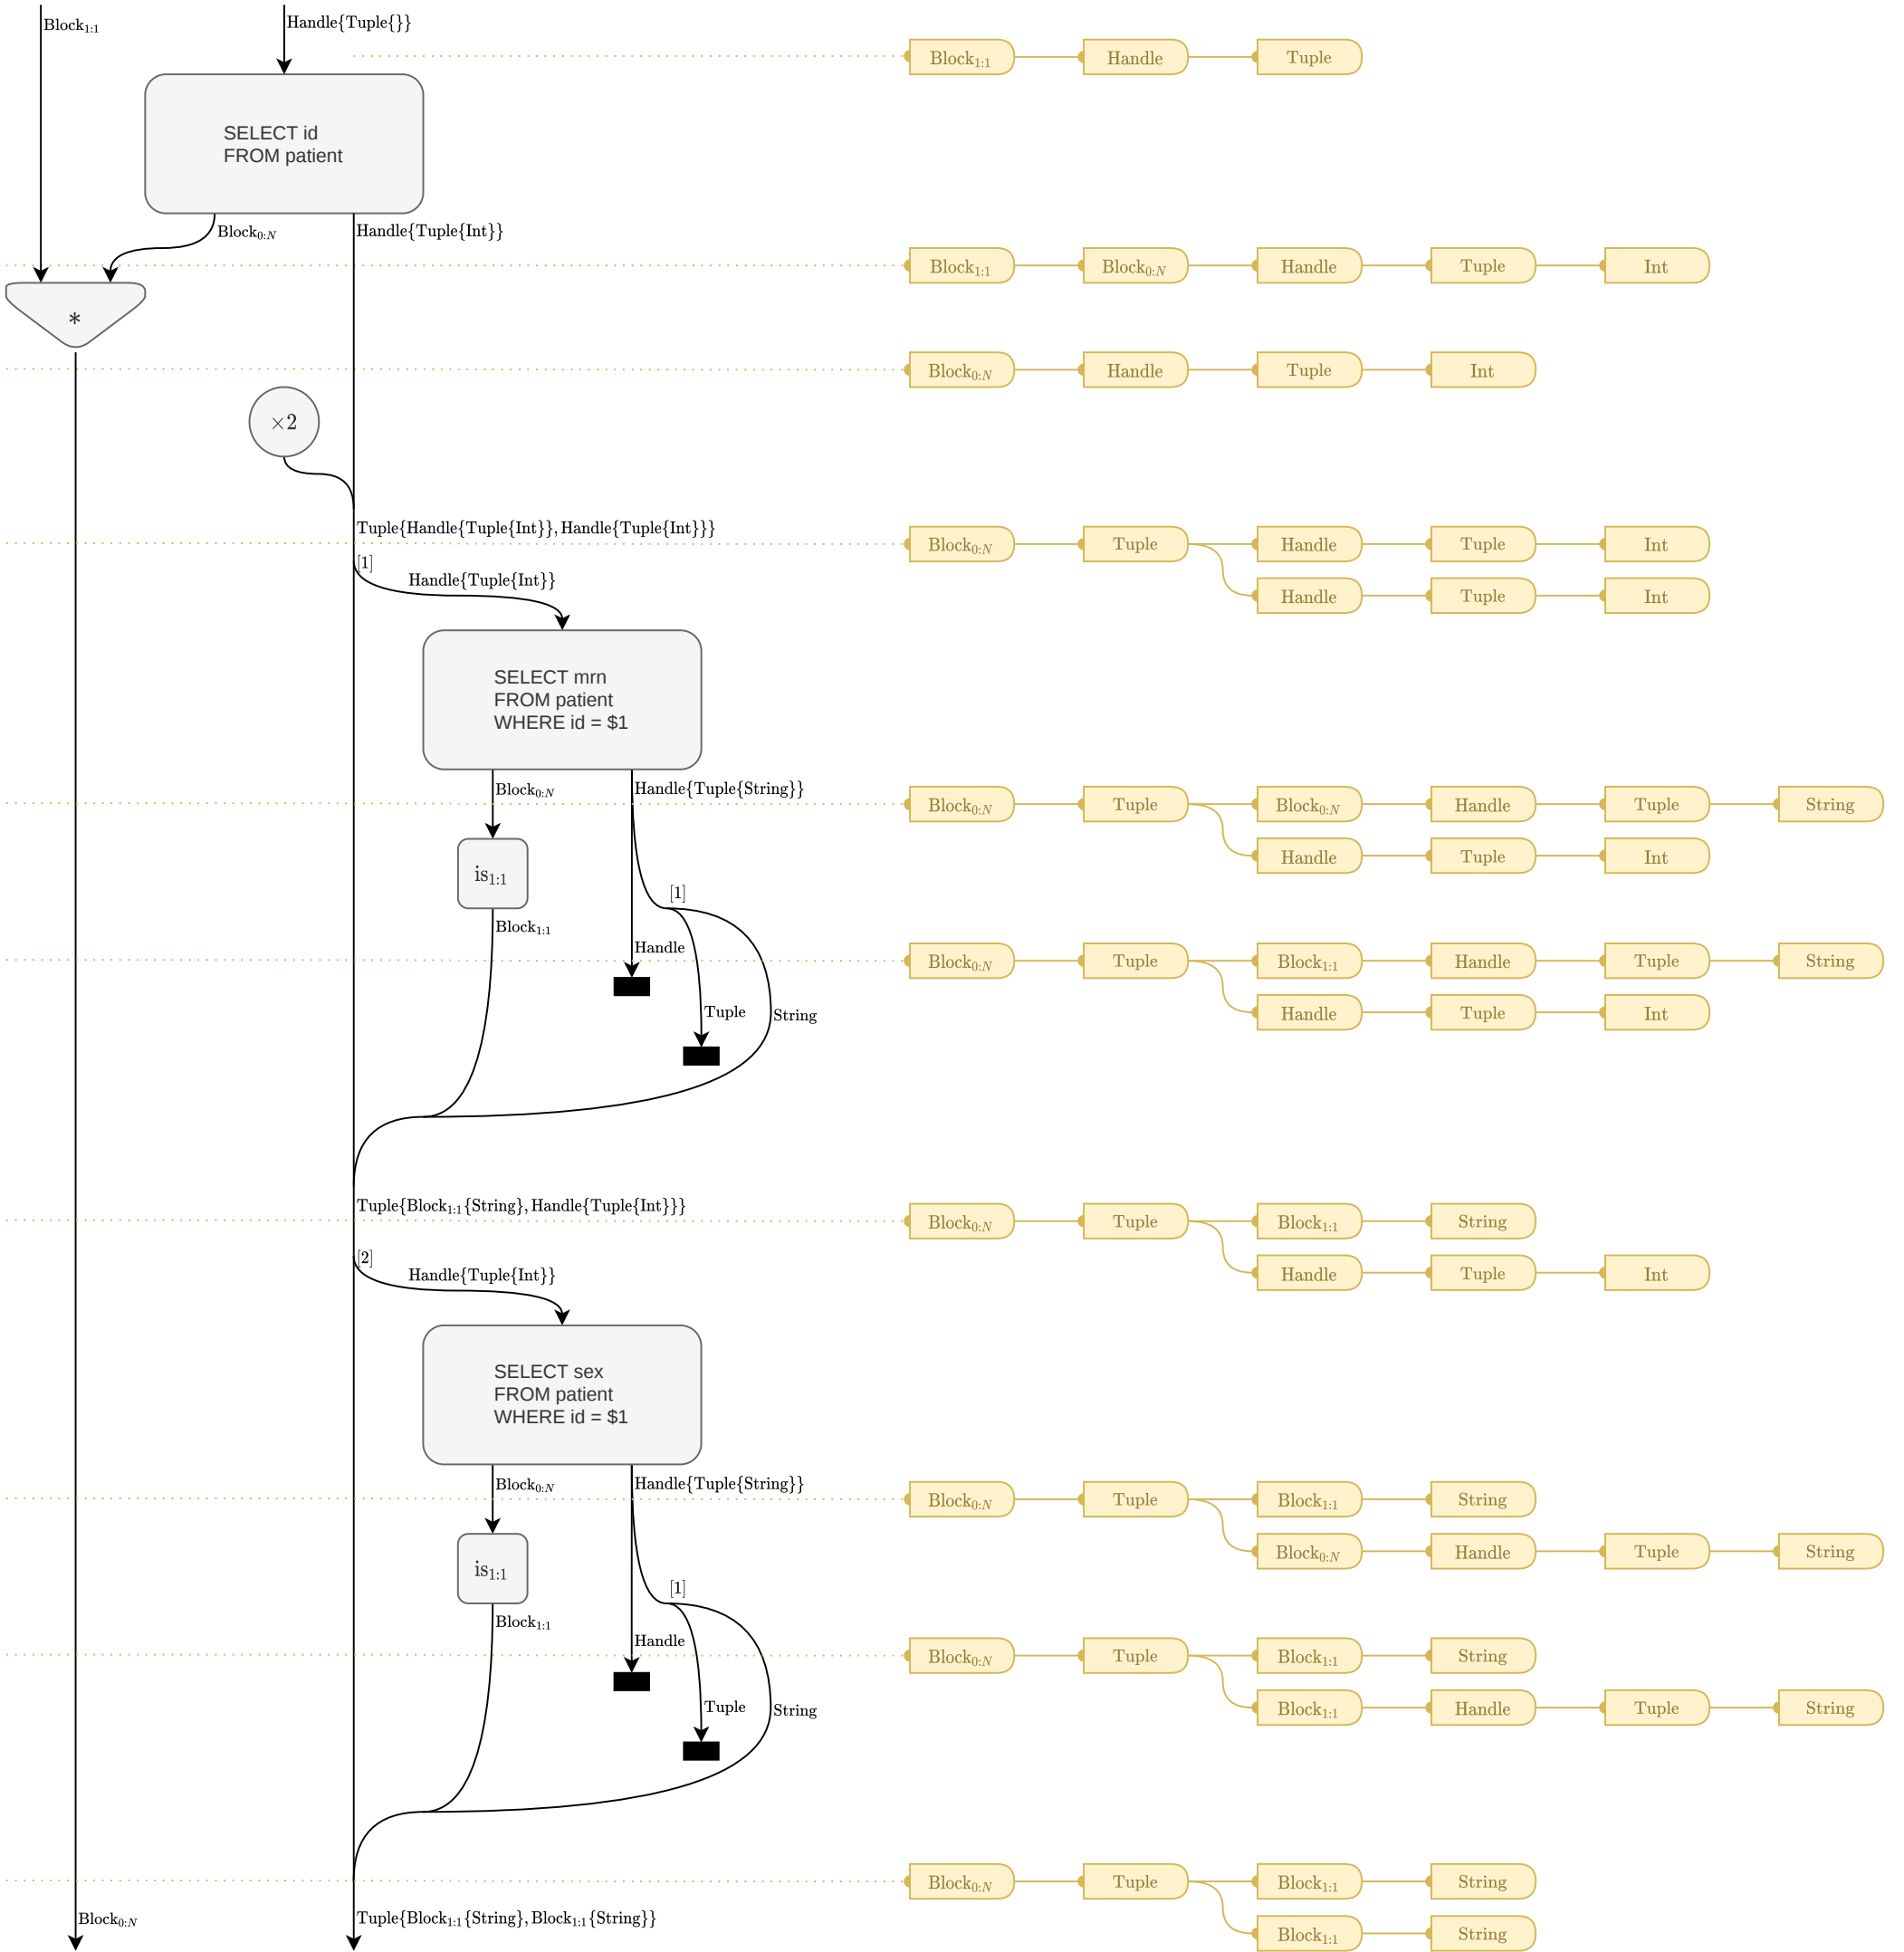 Block1:1
Handle{Tuple{}}
Block1:1 Handle Tuple
SELECT id
FROM patient
Block0:N
Handle{Tuple{Int}}
Block1:1 Block0:N Handle Tuple Int
*
Block0:N Handle Tuple Int
×2
Tuple{Handle{Tuple{Int}}, Handle{Tuple{Int}}}
Block0:N Tuple Handle Tuple Int
[1]
Handle{Tuple{Int}}
Handle Tuple Int
SELECT mrn
FROM patient
WHERE id = $1
Block0:N
Handle{Tuple{String}}
Block0:N Tuple Block0:N Handle Tuple String
Handle Tuple Int
is1:1
[1]
Block1:1
Handle
Block0:N Tuple Block1:1 Handle Tuple String
Tuple
String
Handle Tuple Int
Tuple{Block1:1{String}, Handle{Tuple{Int}}}
Block0:N Tuple Block1:1 String
[2]
Handle{Tuple{Int}}
Handle Tuple Int
SELECT sex
FROM patient
WHERE id = $1
Block0:N
Handle{Tuple{String}}
Block0:N Tuple Block1:1 String
Block0:N Handle Tuple String
is1:1
[1]
Block1:1
Handle
Block0:N Tuple Block1:1 String
Tuple
String
Block1:1 Handle Tuple String
Block0:N Tuple Block1:1 String
Block0:N
Tuple{Block1:1{String}, Block1:1{String}}
Block1:1 String